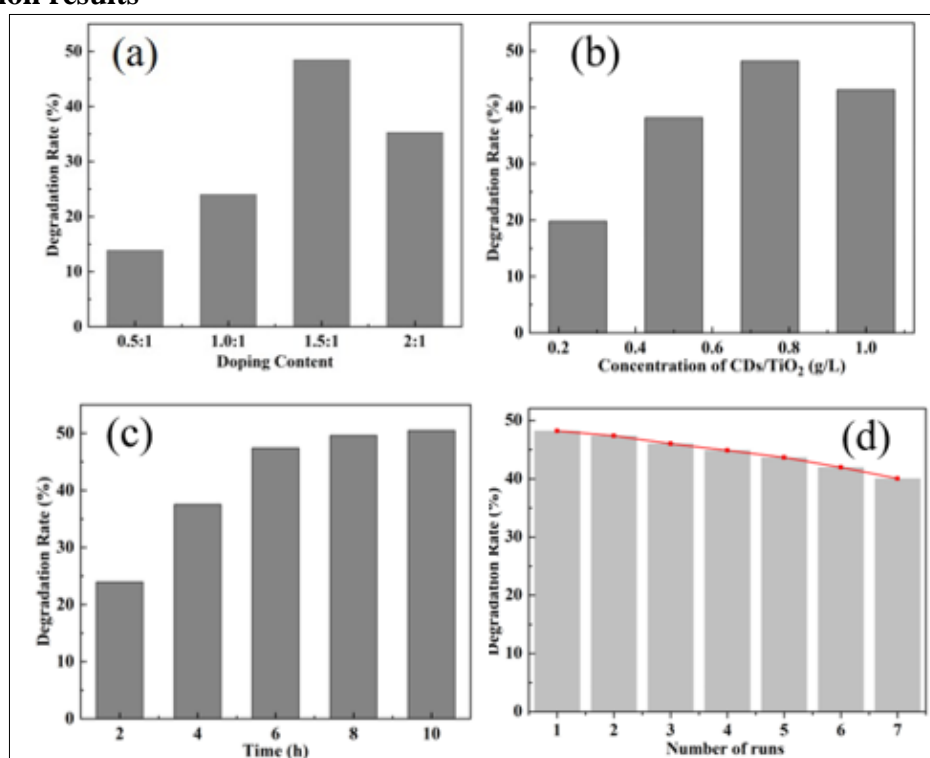 on results
(a)
50
40
30
20
10
0
Degradation Rate (%)
0.5:1 1.0:1 1.5:1 2:1
Doping Content
(b)
50
40
30
20
10
0
Degradation Rate (%)
0.2 0.4 0.6 0.8 1.0
Concentration of CDs/TiO₂ (g/L)
(c)
50
40
30
20
10
0
Degradation Rate (%)
2 4 6 8 10
Time (h)
(d)
50
40
30
20
10
0
Degradation Rate (%)
1 2 3 4 5 6 7
Number of runs